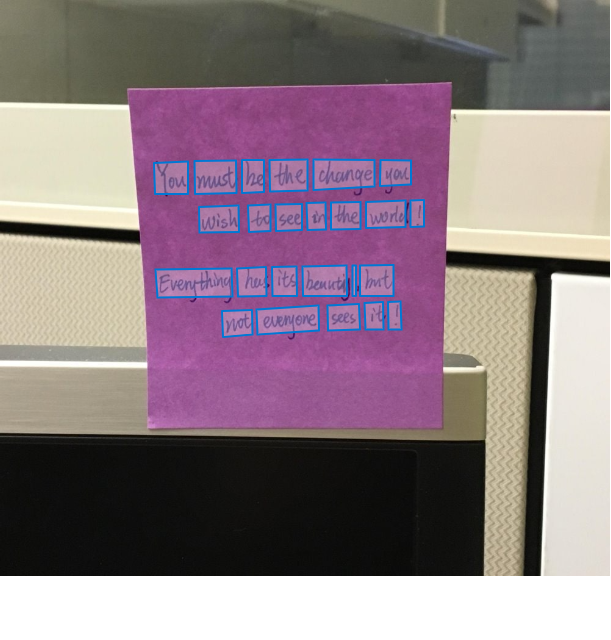 You must be the change you
wish to see in the world!
Everything has its beauty, but
not everyone sees it!